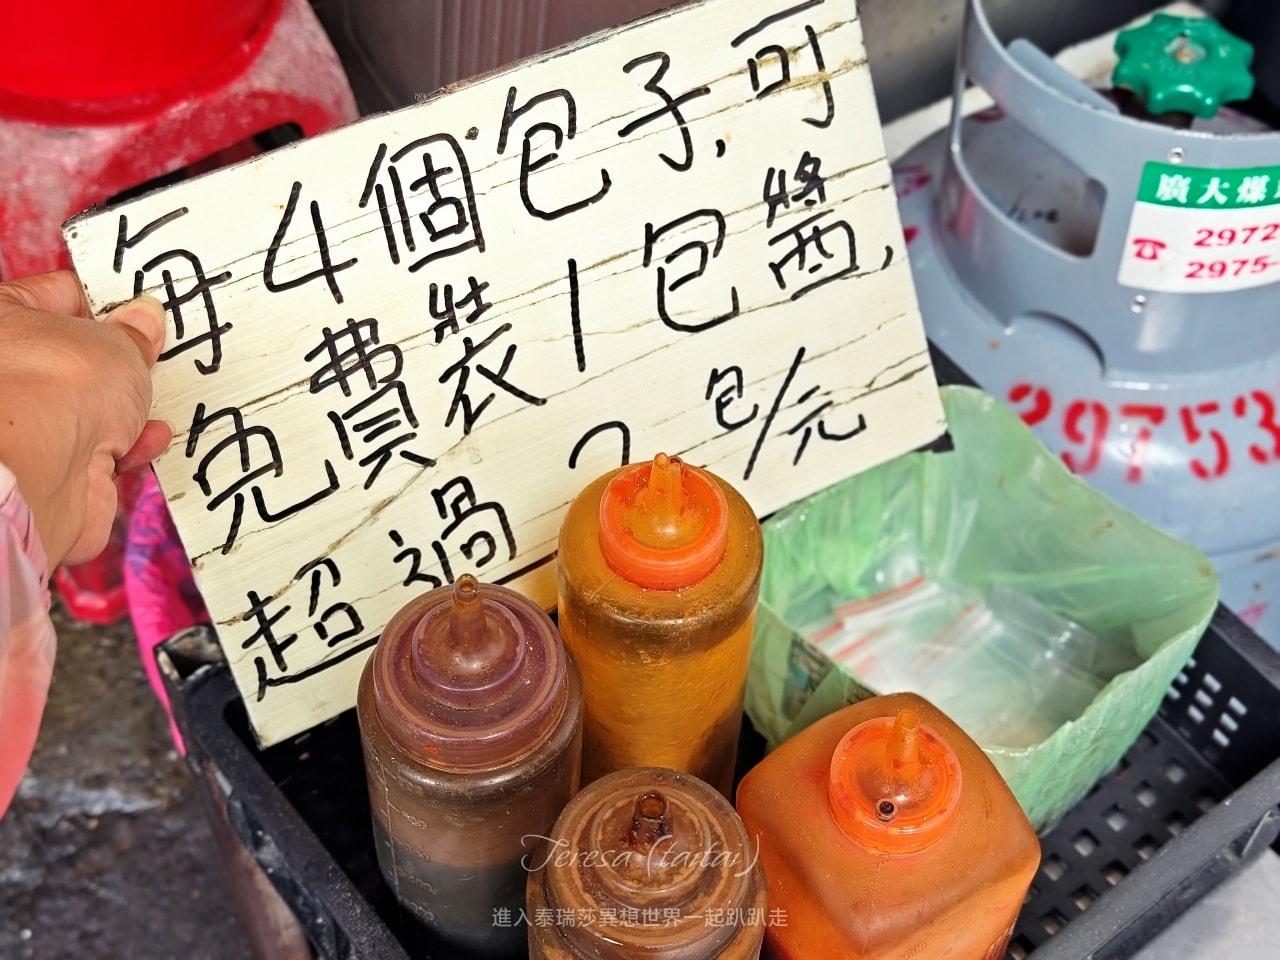 每4個包子,可
免費裝1包醬,
超過 包/元
廣大爆
2972
2975-
29753
Teresa (taitai)
進入泰瑞莎異想世界一起趴趴走